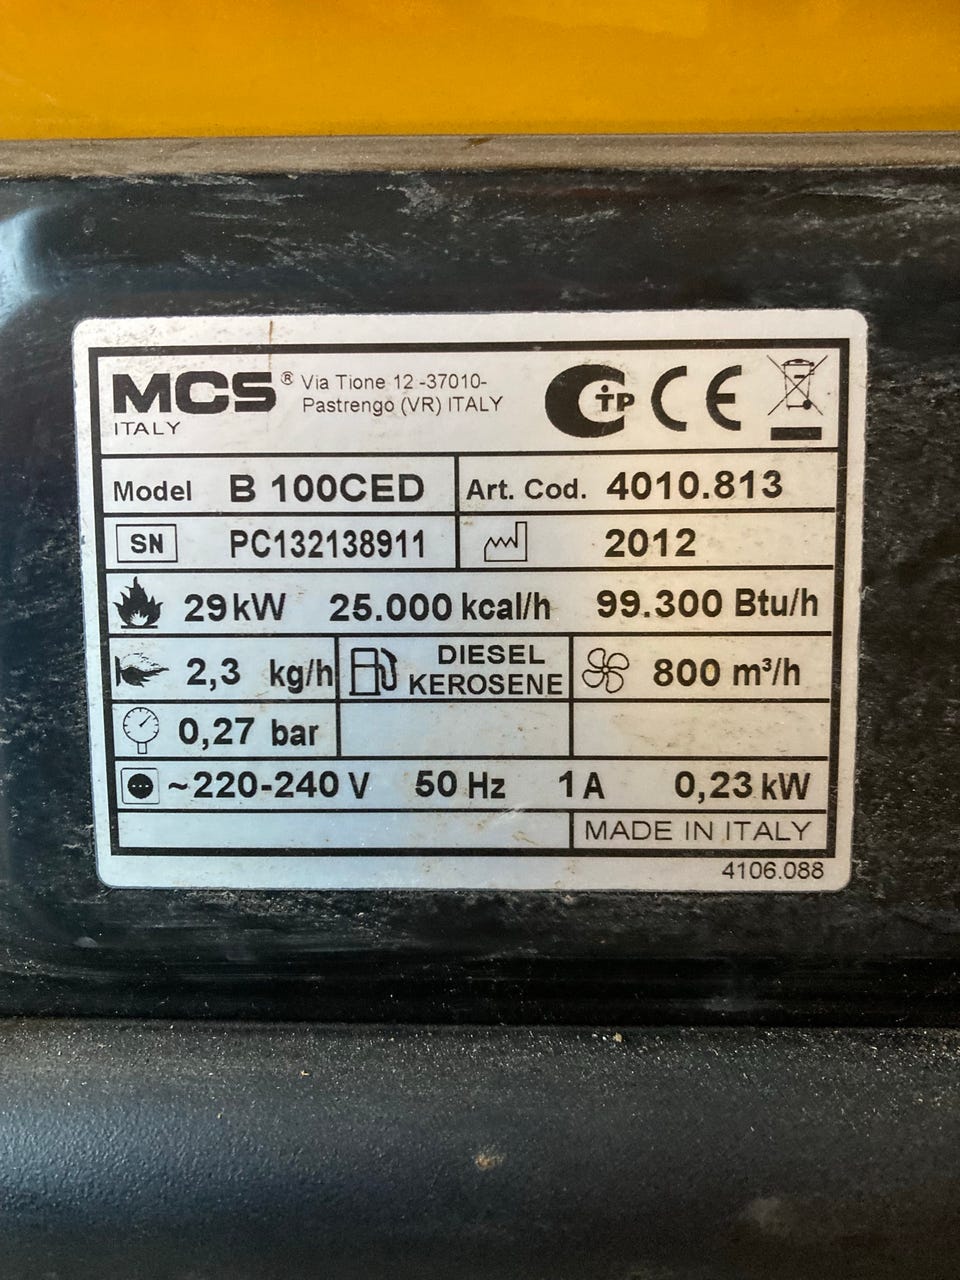 MCS® Via Tione 12 -37010-
ITALY Pastrengo (VR) ITALY
TP CE
Model B 100CED Art. Cod. 4010.813
SN PC132138911 2012
29kW 25.000 kcal/h 99.300 Btu/h
2,3 kg/h DIESEL
KEROSENE 800 m³/h
0,27 bar
~220-240 V 50 Hz 1 A 0,23 kW
MADE IN ITALY
4106.088